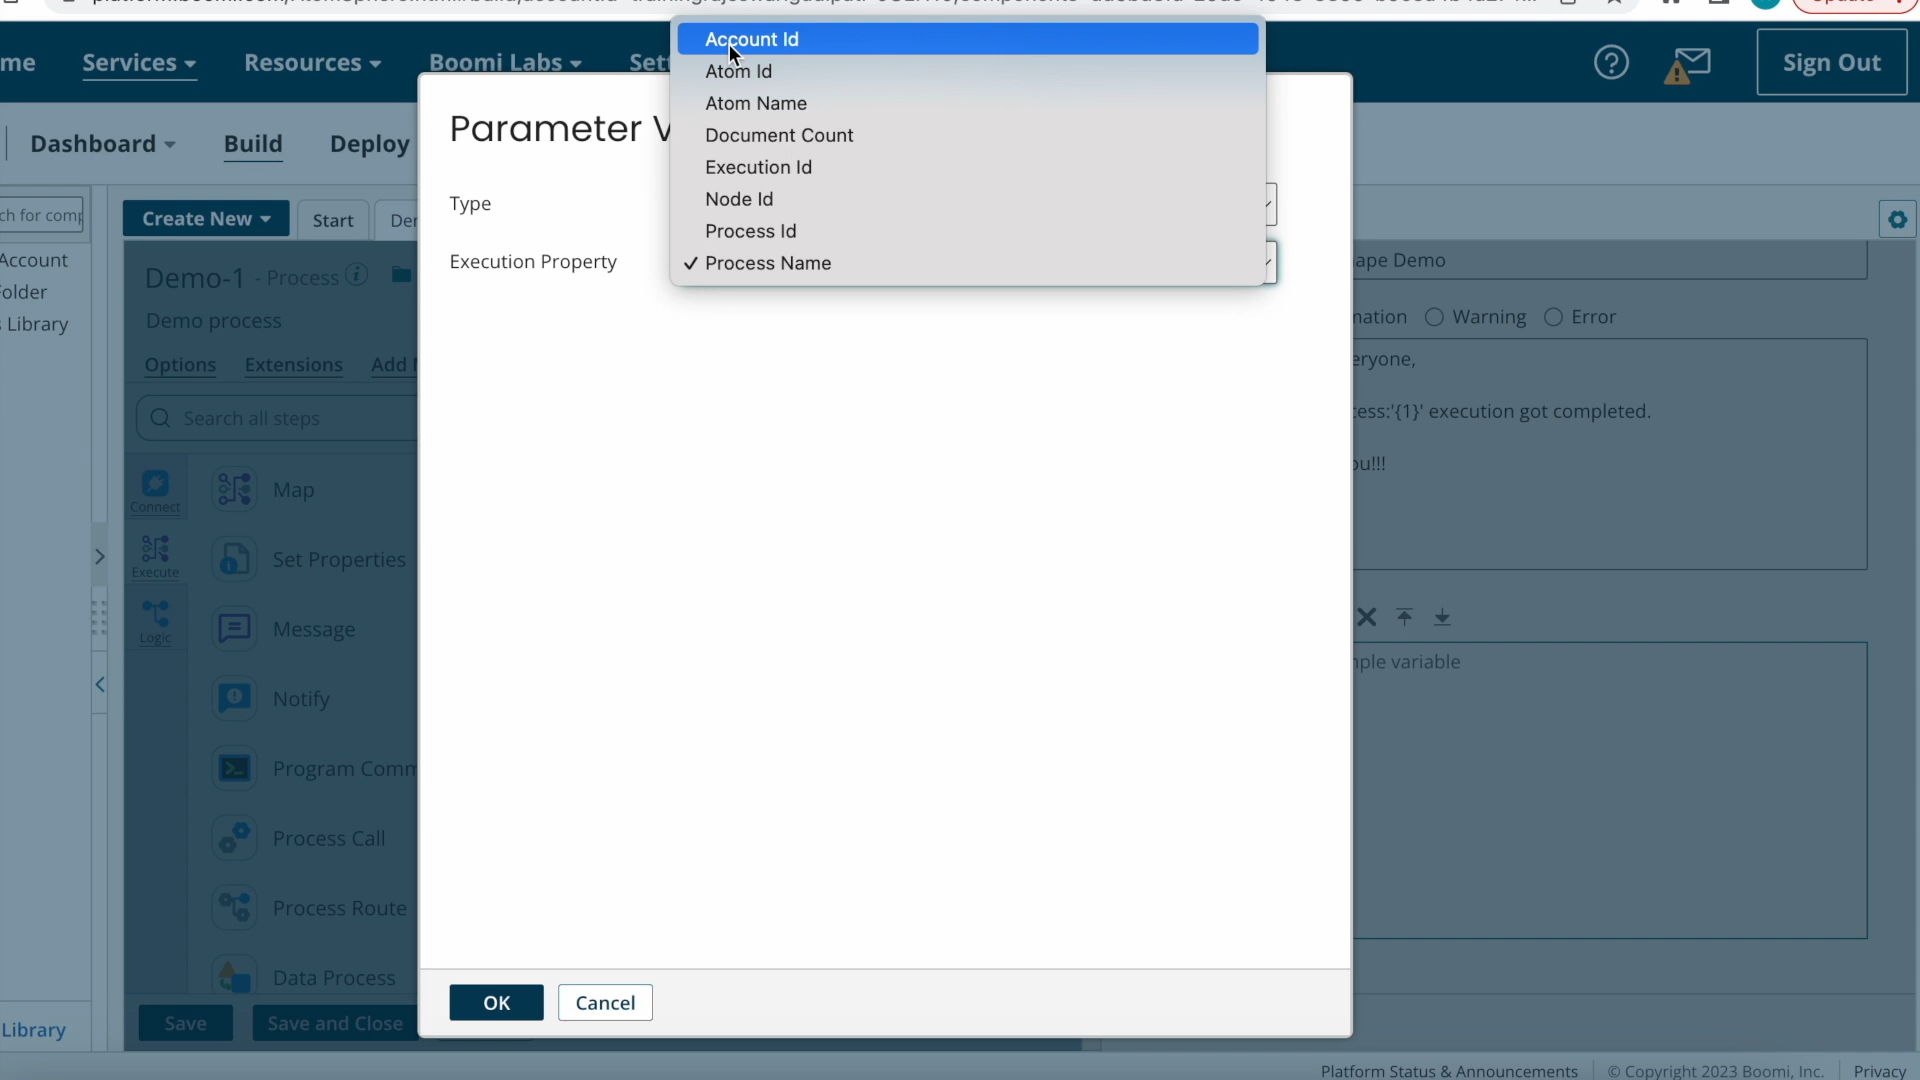 Account Id
me
Services
Resources
Boomi Labs
Sign Out
Atom Id
Atom Name
Document Count
Execution Id
Node Id
Process Id
✓ Process Name
Dashboard
Build
Deploy
Parameter
Type
Execution Property
Create New
Start
Demo-1 - Process
Demo process
Options
Extensions
Add
Search all steps
Account
older
Library
Connect
Execute
Logic
Map
Set Properties
Message
Notify
Program Comm
Process Call
Process Route
Data Process
Save
Save and Close
Library
OK
Cancel
ape Demo
mation
Warning
Error
eryone,
cess:'{1}' execution got completed.
ou!!!
ple variable
Platform Status & Announcements
© Copyright 2023 Boomi, Inc.
Privacy